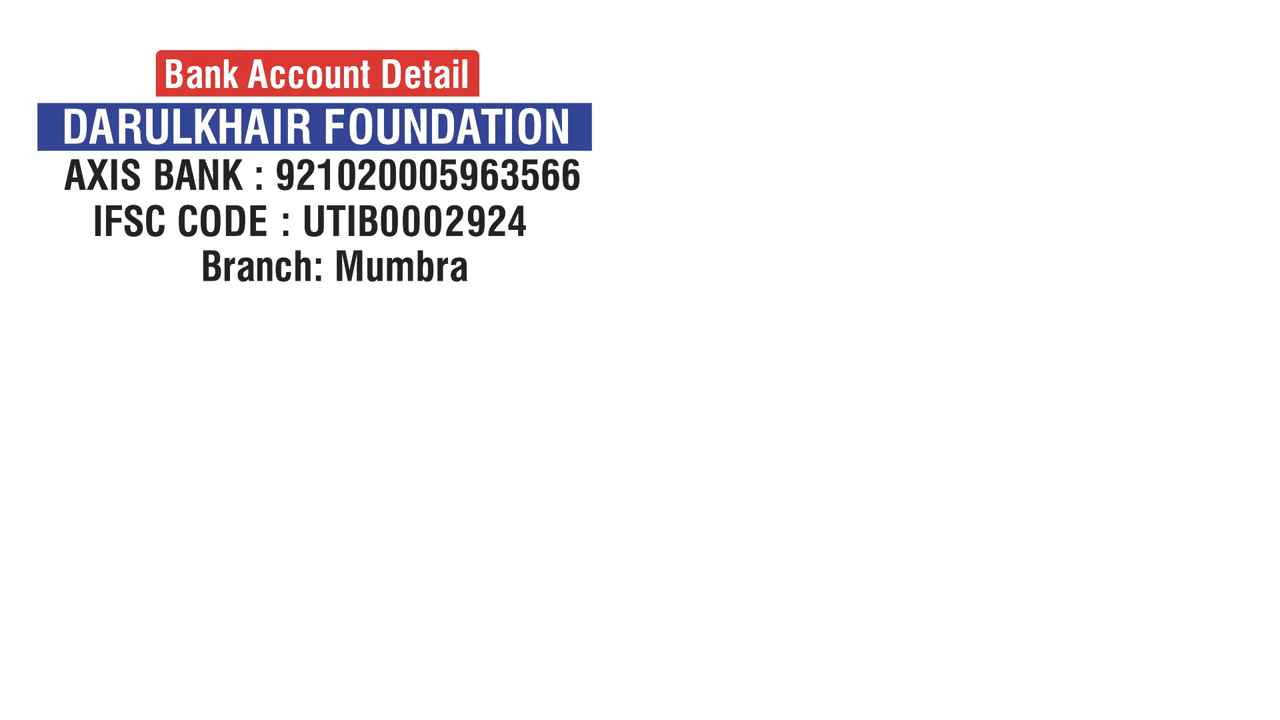 Bank Account Detail
DARULKHAIR FOUNDATION
AXIS BANK : 921020005963566
IFSC CODE : UTIB0002924
Branch: Mumbra